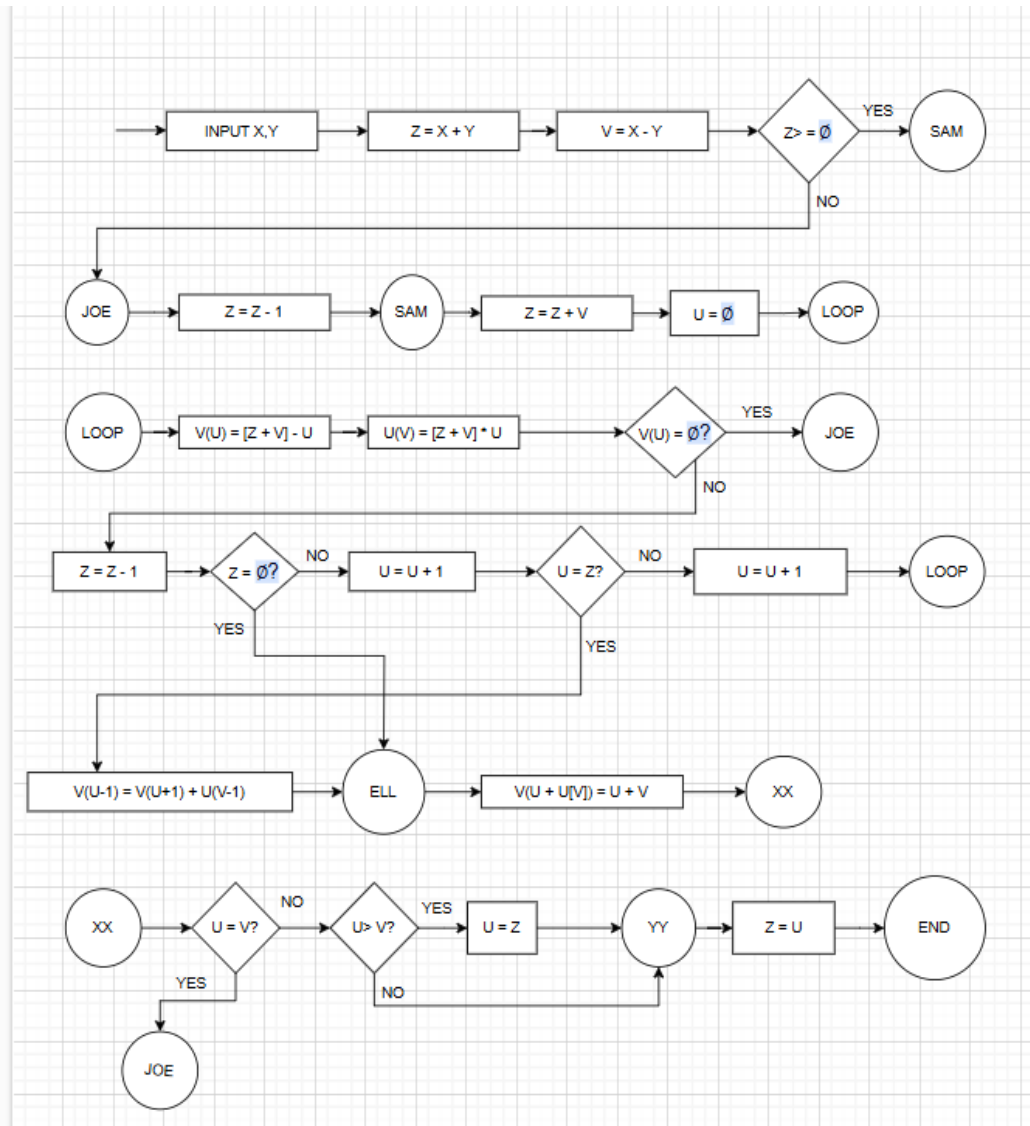 INPUT X,Y
Z = X + Y
V = X - Y
Z> = Ø
YES
SAM
NO
JOE
Z = Z - 1
SAM
Z = Z + V
U = Ø
LOOP
LOOP
V(U) = [Z + V] - U
U(V) = [Z + V] * U
V(U) = Ø?
YES
JOE
NO
Z = Z - 1
Z = Ø?
NO
U = U + 1
U = Z?
NO
U = U + 1
LOOP
YES
YES
V(U-1) = V(U+1) + U(V-1)
ELL
V(U + U[V]) = U + V
XX
XX
U = V?
NO
U> V?
YES
U = Z
YY
Z = U
END
YES
NO
JOE